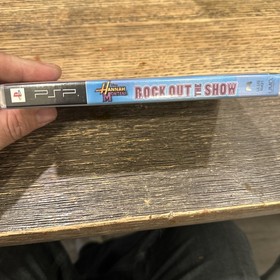 PSP
HANNAH MONTANA
ROCK OUT THE SHOW